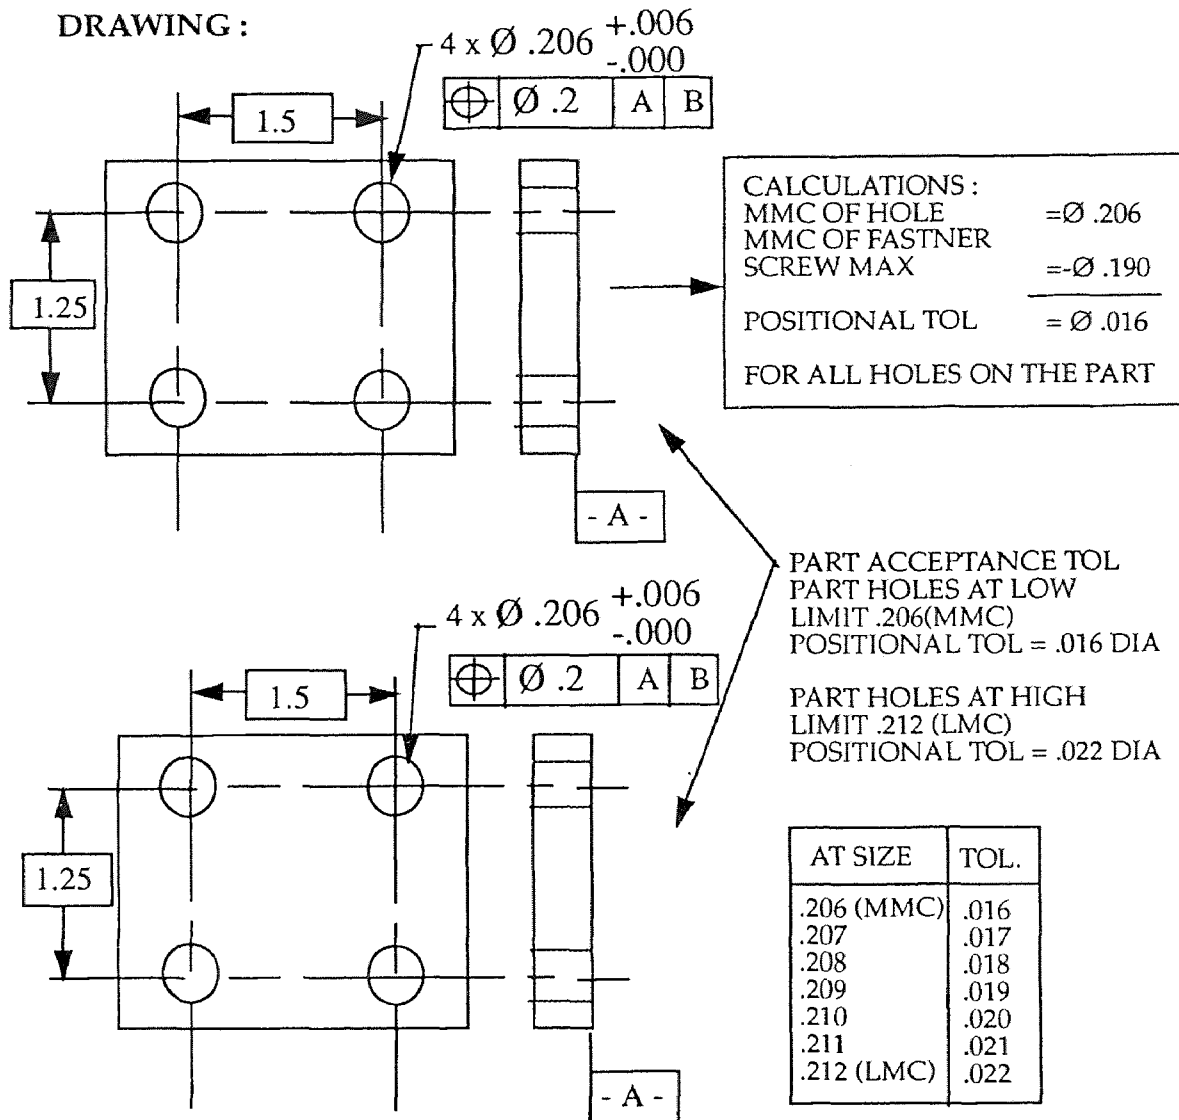 DRAWING :
4 x Ø .206 +.006
-.000
⌖ Ø .2 A B
1.5
1.25
- A -
CALCULATIONS :
MMC OF HOLE =Ø .206
MMC OF FASTNER
SCREW MAX =-Ø .190
POSITIONAL TOL = Ø .016
FOR ALL HOLES ON THE PART
PART ACCEPTANCE TOL
PART HOLES AT LOW
LIMIT .206(MMC)
POSITIONAL TOL = .016 DIA
PART HOLES AT HIGH
LIMIT .212 (LMC)
POSITIONAL TOL = .022 DIA
4 x Ø .206 +.006
-.000
⌖ Ø .2 A B
1.5
1.25
- A -
AT SIZE TOL.
.206 (MMC) .016
.207 .017
.208 .018
.209 .019
.210 .020
.211 .021
.212 (LMC) .022